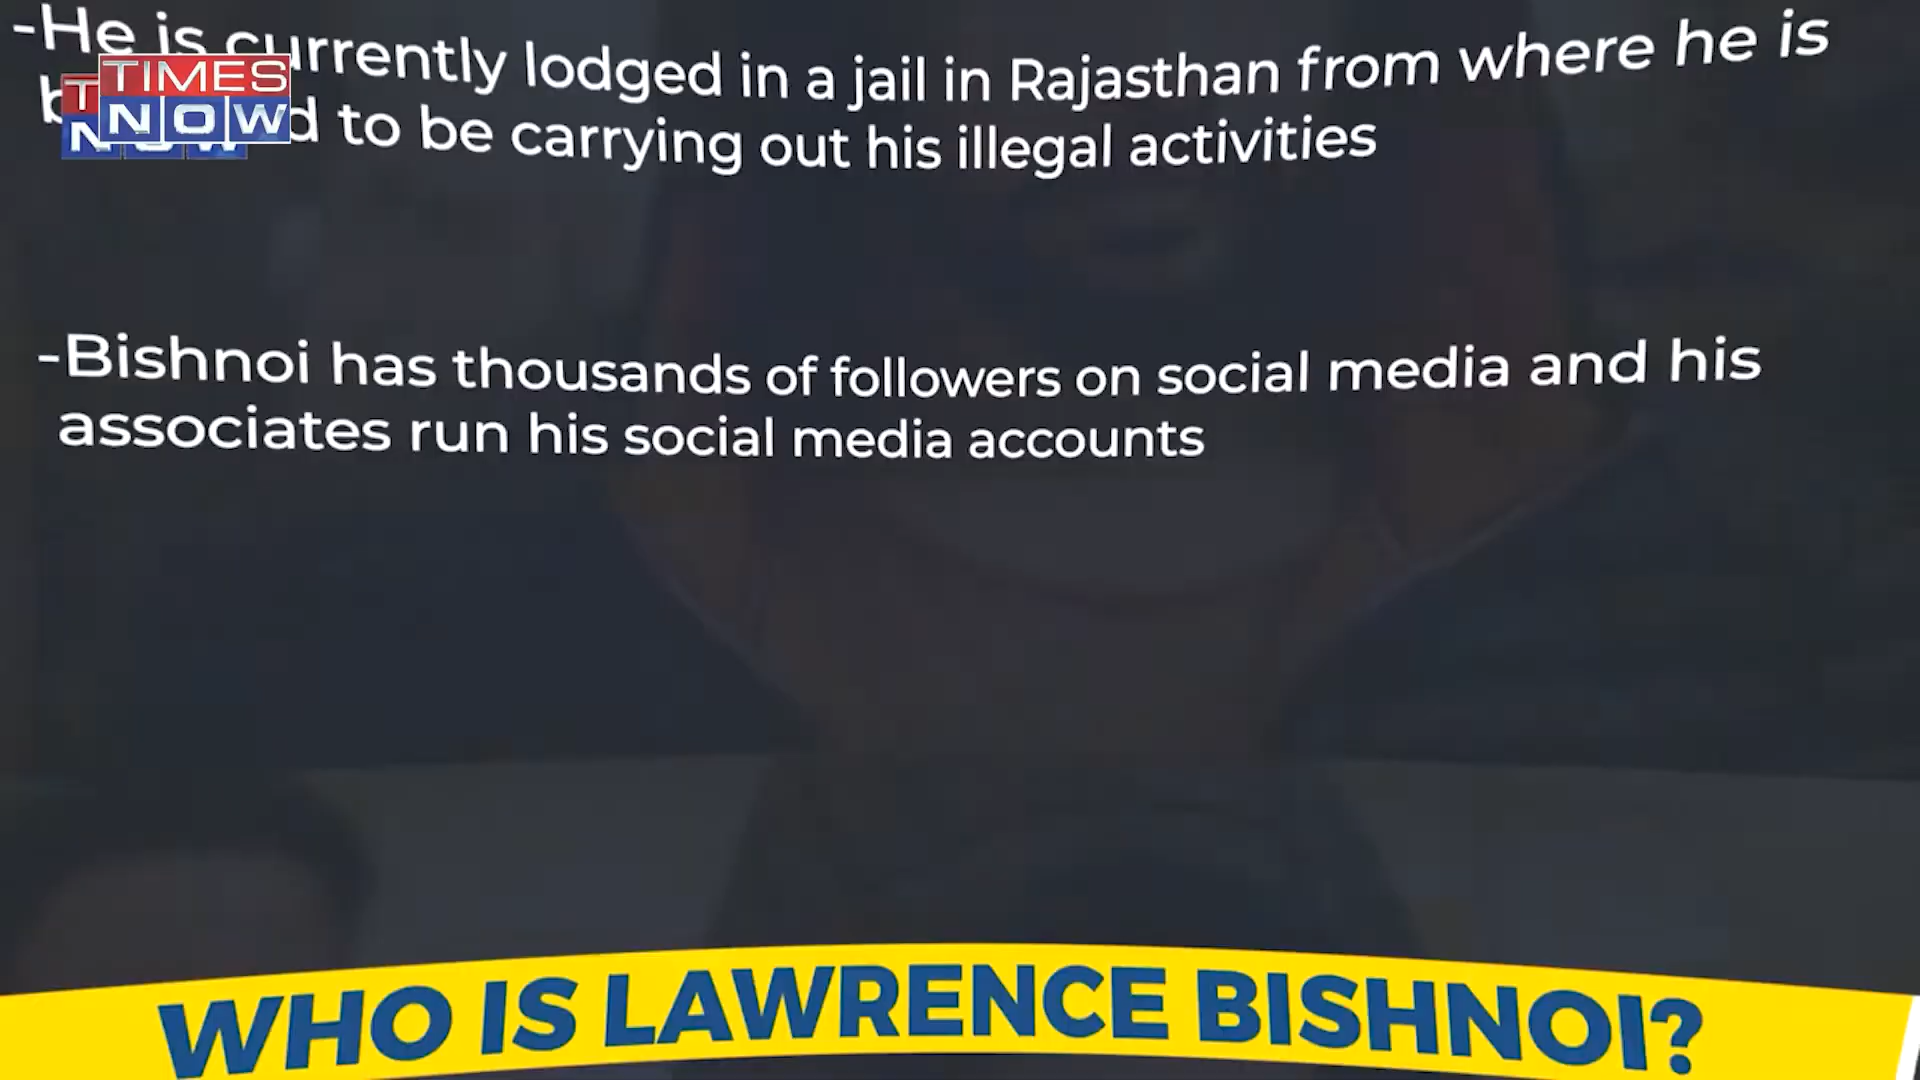 -He is currently lodged in a jail in Rajasthan from where he is
to be carrying out his illegal activities
TIMES
NOW
-Bishnoi has thousands of followers on social media and his
associates run his social media accounts
WHO IS LAWRENCE BISHNOI?